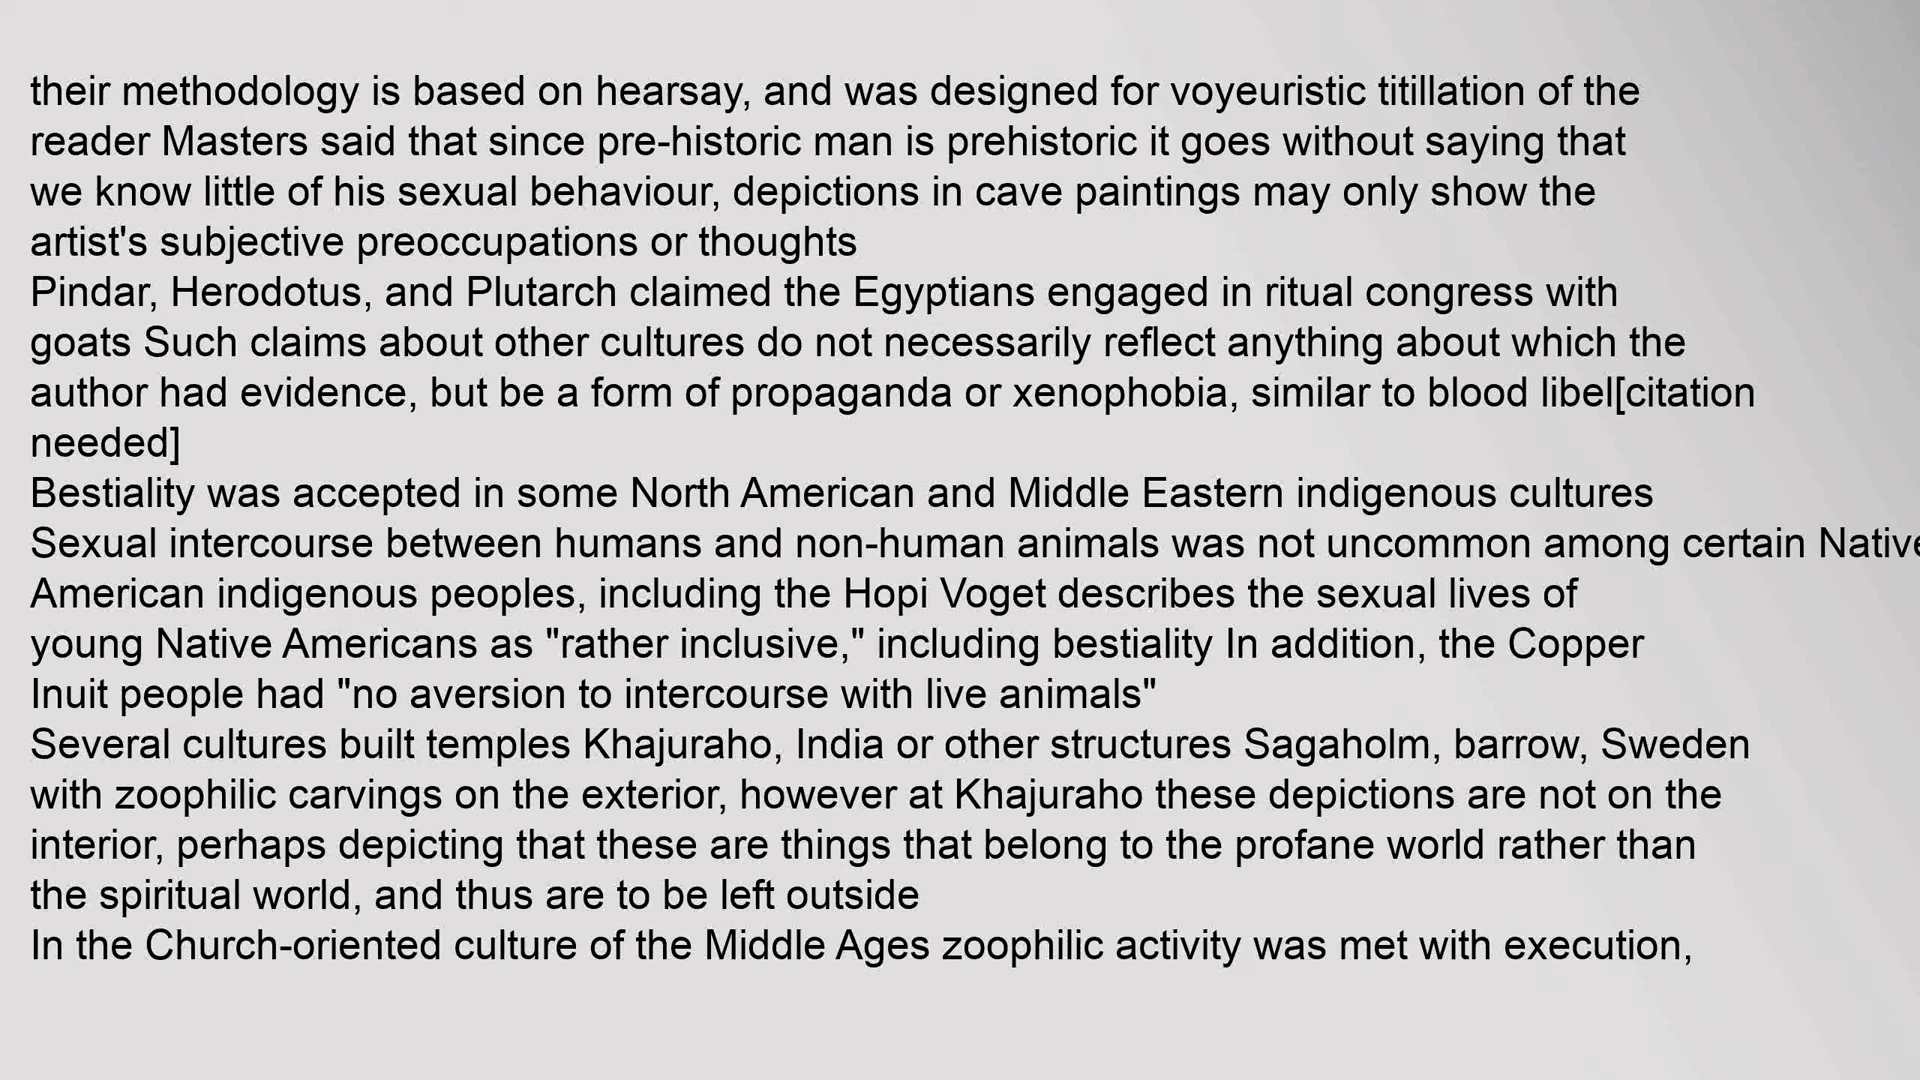 their methodology is based on hearsay, and was designed for voyeuristic titillation of the
reader Masters said that since pre-historic man is prehistoric it goes without saying that
we know little of his sexual behaviour, depictions in cave paintings may only show the
artist's subjective preoccupations or thoughts
Pindar, Herodotus, and Plutarch claimed the Egyptians engaged in ritual congress with
goats Such claims about other cultures do not necessarily reflect anything about which the
author had evidence, but be a form of propaganda or xenophobia, similar to blood libel[citation
needed]
Bestiality was accepted in some North American and Middle Eastern indigenous cultures
Sexual intercourse between humans and non-human animals was not uncommon among certain Native
American indigenous peoples, including the Hopi Voget describes the sexual lives of
young Native Americans as "rather inclusive," including bestiality In addition, the Copper
Inuit people had "no aversion to intercourse with live animals"
Several cultures built temples Khajuraho, India or other structures Sagaholm, barrow, Sweden
with zoophilic carvings on the exterior, however at Khajuraho these depictions are not on the
interior, perhaps depicting that these are things that belong to the profane world rather than
the spiritual world, and thus are to be left outside
In the Church-oriented culture of the Middle Ages zoophilic activity was met with execution,